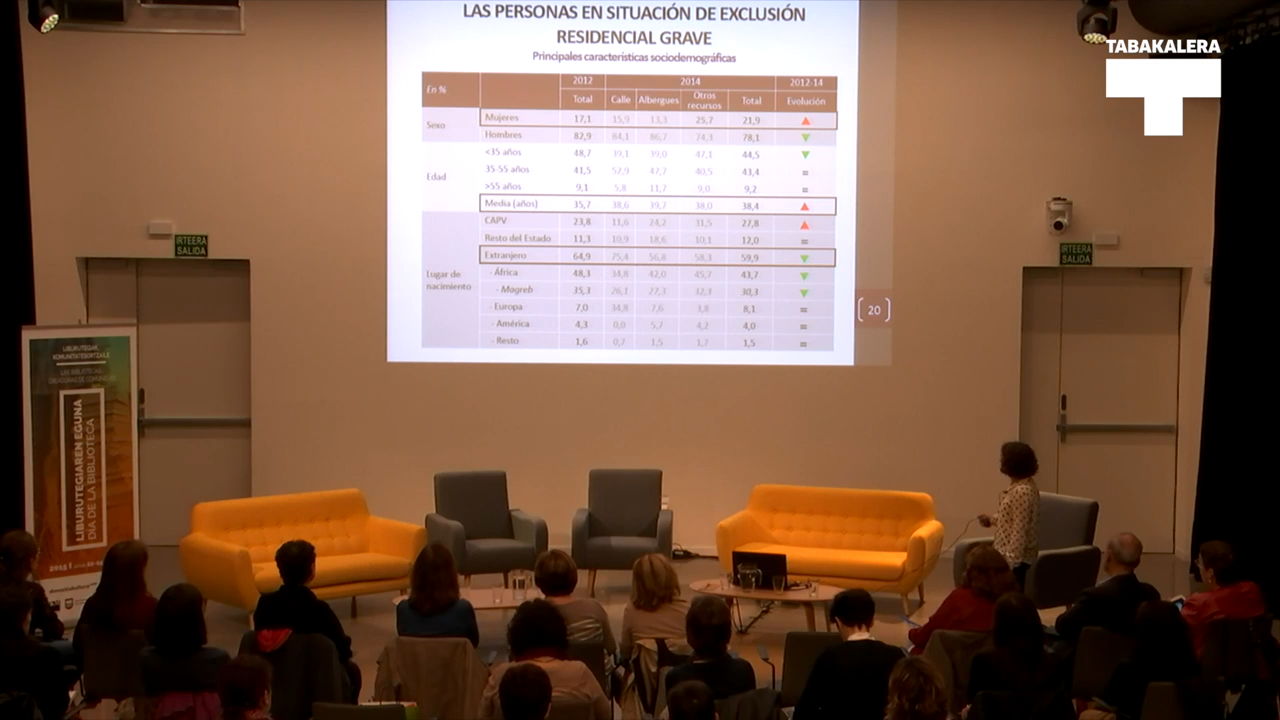 LAS PERSONAS EN SITUACIÓN DE EXCLUSIÓN
RESIDENCIAL GRAVE
Principales características sociodemográficas
En % 2012 2014 2012-14
Total Calle Albergues Otros recursos Total Evolución
Sexo
Mujeres 17,1 15,9 13,3 25,7 21,9 ▲
Hombres 82,9 84,1 86,7 74,3 78,1 ▼
Edad
<35 años 48,7 39,1 39,0 47,1 44,5 ▼
35-55 años 41,5 52,9 47,7 40,5 43,4 =
>55 años 9,1 5,8 11,7 9,0 9,2 =
Media (años) 35,7 38,6 39,7 38,0 38,4 ▲
Lugar de nacimiento
CAPV 23,8 11,6 24,2 31,5 27,8 ▲
Resto del Estado 11,3 10,9 18,6 10,1 12,0 =
Extranjero 64,9 75,4 56,8 58,3 59,9 ▼
- África 48,3 34,8 42,0 45,7 43,7 ▼
- Magreb 35,3 26,1 27,3 32,3 30,3 ▼
- Europa 7,0 34,8 7,6 3,8 8,1 =
- América 4,3 0,0 5,7 4,2 4,0 =
- Resto 1,6 0,7 1,5 1,7 1,5 =
20
TABAKALERA
IRTEERA
SALIDA
IRTEERA
SALIDA
LIBURUTEGIAK,
KOMUNITATE SORTZAILE
LAS BIBLIOTECAS,
CREADORAS DE COMUNIDAD
LIBURUTEGIAREN EGUNA
DÍA DE LA BIBLIOTECA
2015